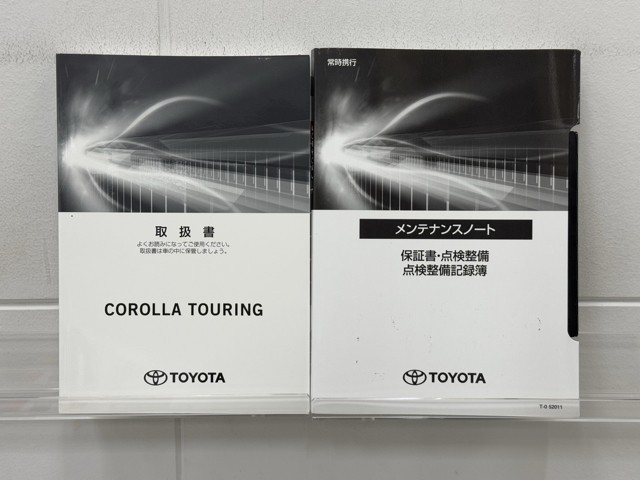 取扱書
よくお読みになってご使用ください。
取扱書は車の中に保管しましょう。
COROLLA TOURING
TOYOTA
常時携行
メンテナンスノート
保証書・点検整備
点検整備記録簿
TOYOTA
T-8 52011